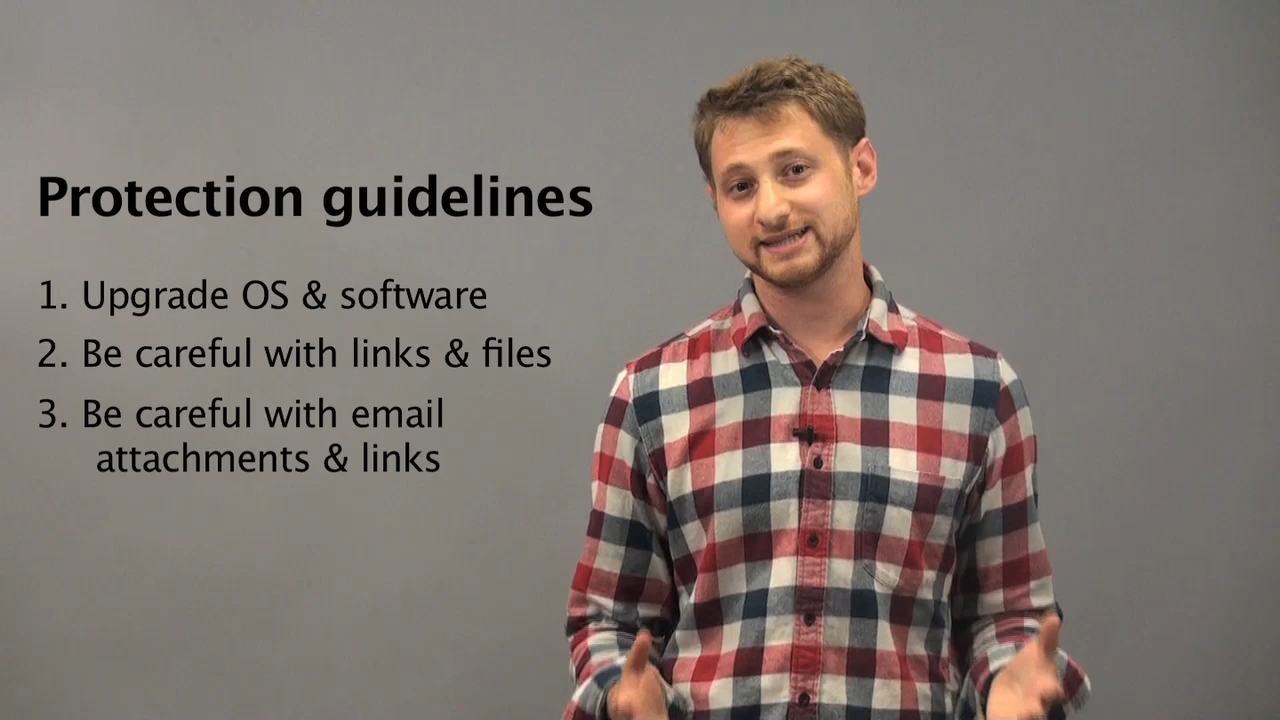 Protection guidelines
1. Upgrade OS & software
2. Be careful with links & files
3. Be careful with email
attachments & links